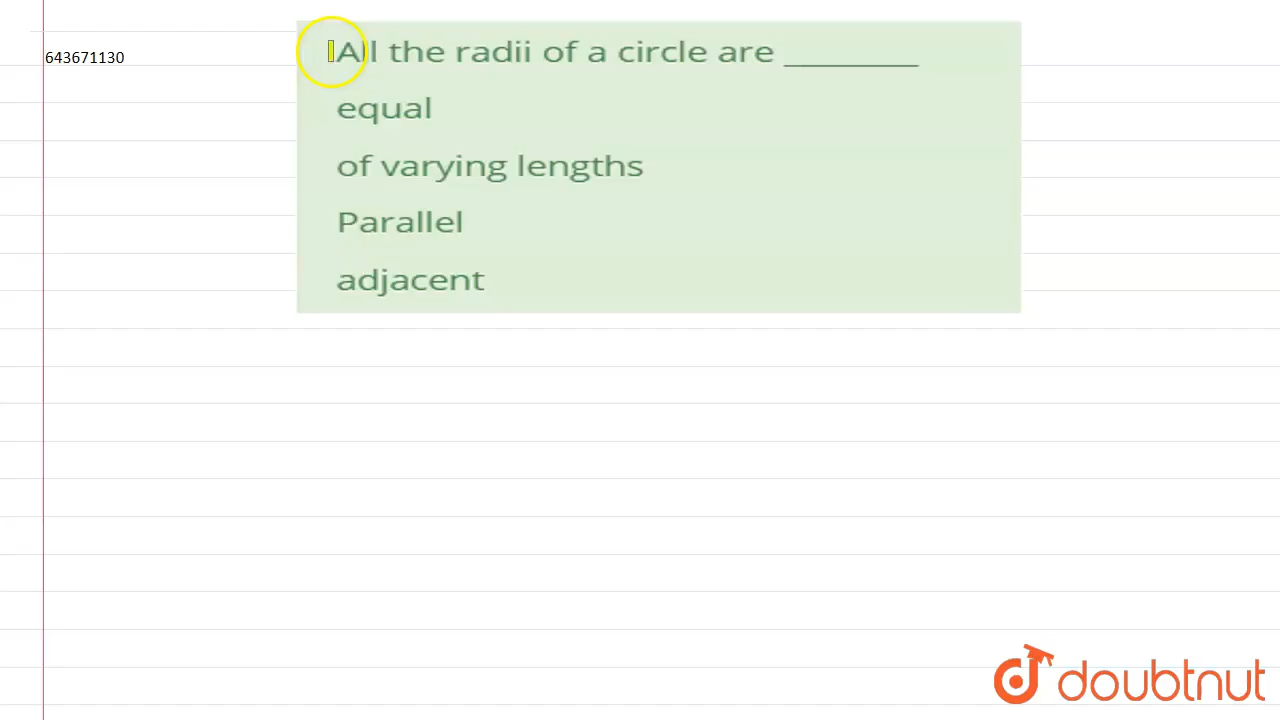 643671130
All the radii of a circle are _________
equal
of varying lengths
Parallel
adjacent
doubtnut